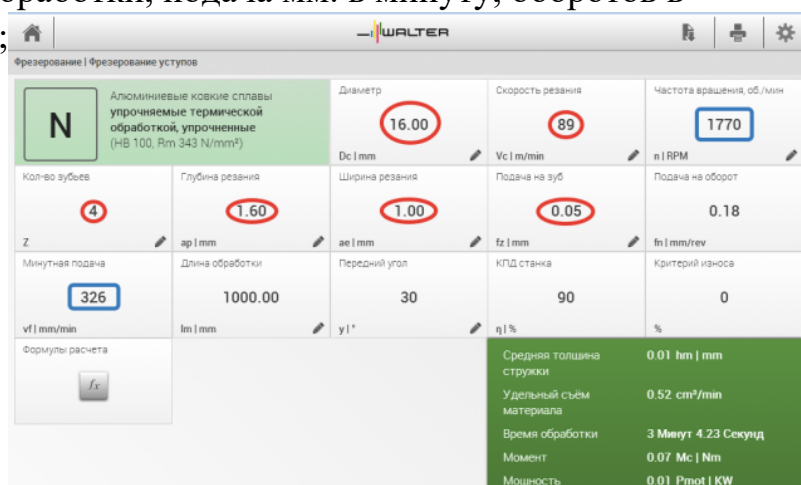 обработки, подача мм. в минуту, оборотов в
;
WALTER
Фрезерование | Фрезерование уступов
N
Алюминиевые ковкие сплавы
упрочняемые термической
обработкой, упрочненные
(HB 100, Rm 343 N/mm²)
Диаметр
16.00
Dc | mm
Скорость резания
89
Vc | m/min
Частота вращения, об./мин
1770
n | RPM
Кол-во зубьев
4
Z
Глубина резания
1.60
ap | mm
Ширина резания
1.00
ae | mm
Подача на зуб
0.05
fz | mm
Подача на оборот
0.18
fn | mm/rev
Минутная подача
326
vf | mm/min
Длина обработки
1000.00
lm | mm
Передний угол
30
γ | °
КПД станка
90
η | %
Критерий износа
0
%
Формулы расчета
fx
Средняя толщина
стружки
0.01 hm | mm
Удельный съём
материала
0.52 cm³/min
Время обработки
3 Минут 4.23 Секунд
Момент
0.07 Mc | Nm
Мощность
0.01 Pmot | KW